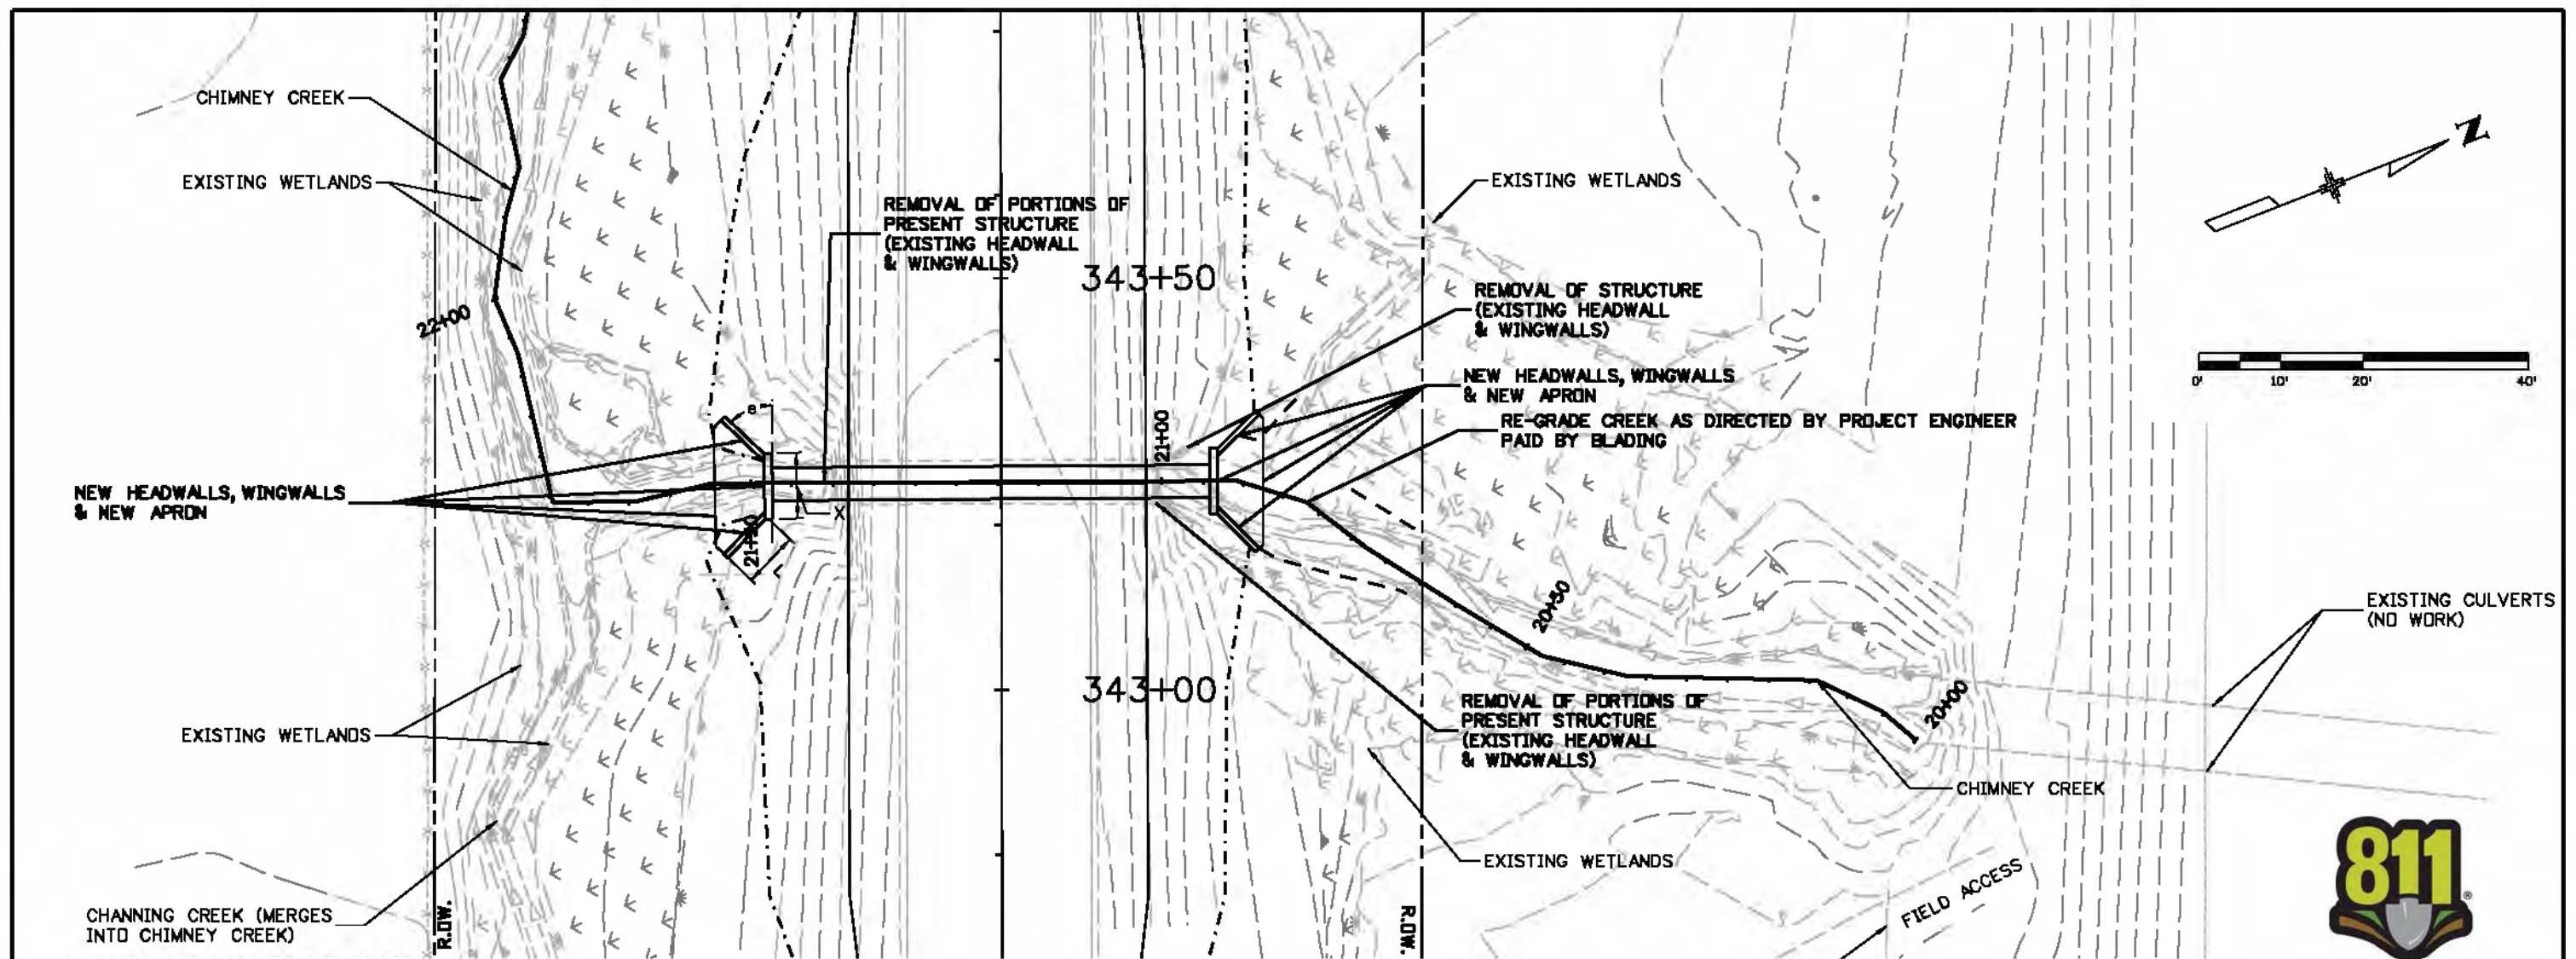 CHIMNEY CREEK
EXISTING WETLANDS
REMOVAL OF PORTIONS OF
PRESENT STRUCTURE
(EXISTING HEADWALL
& WINGWALLS)
343+50
22+00
EXISTING WETLANDS
N
REMOVAL OF STRUCTURE
(EXISTING HEADWALL
& WINGWALLS)
0' 10' 20' 40'
NEW HEADWALLS, WINGWALLS
& NEW APRON
RE-GRADE CREEK AS DIRECTED BY PROJECT ENGINEER
PAID BY BLADING
21+00
NEW HEADWALLS, WINGWALLS
& NEW APRON
X
L
20+50
EXISTING CULVERTS
(NO WORK)
343+00
REMOVAL OF PORTIONS OF
PRESENT STRUCTURE
(EXISTING HEADWALL
& WINGWALLS)
20+00
EXISTING WETLANDS
CHIMNEY CREEK
EXISTING WETLANDS
811
®
FIELD ACCESS
CHANNING CREEK (MERGES
INTO CHIMNEY CREEK)
R.OW.
R.OW.